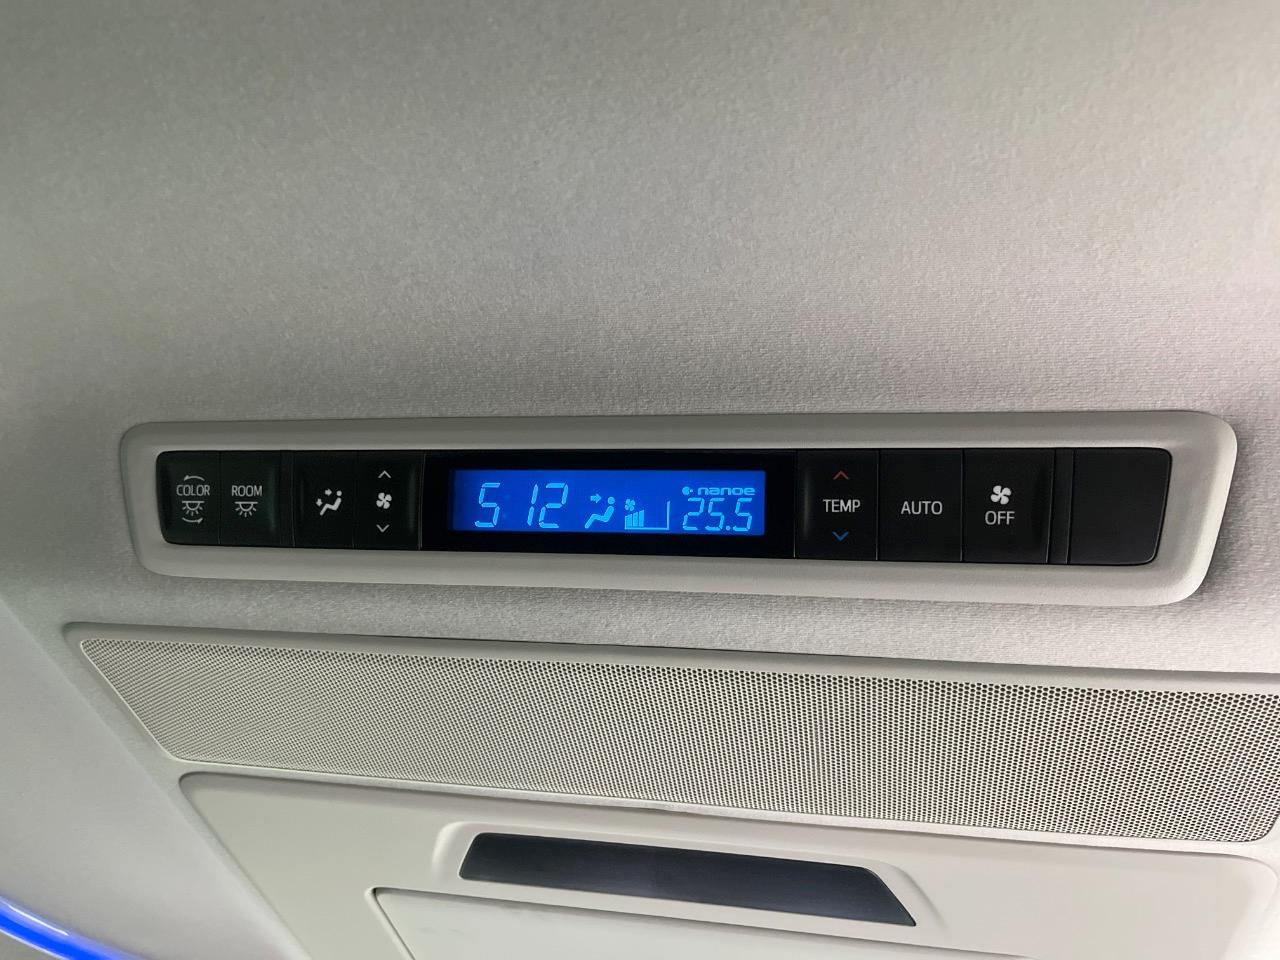 COLOR
ROOM
5 12
nanoe
25.5
TEMP
AUTO
OFF